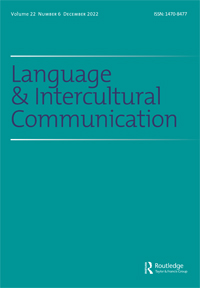 Volume 22 Number 6 December 2022 ISSN: 1470-8477
Language
& Intercultural
Communication
Routledge
Taylor & Francis Group